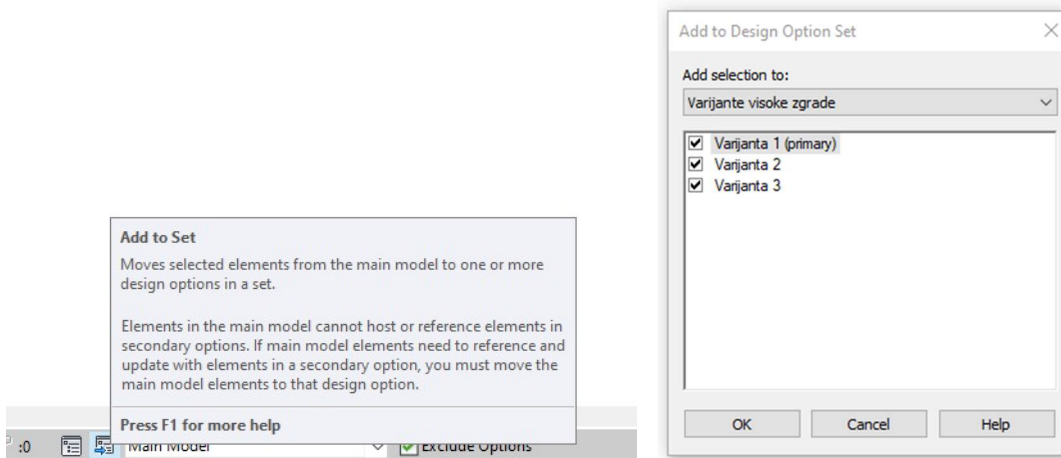 Add to Set
Moves selected elements from the main model to one or more
design options in a set.
Elements in the main model cannot host or reference elements in
secondary options. If main model elements need to reference and
update with elements in a secondary option, you must move the
main model elements to that design option.
Press F1 for more help
:0 Main Model Exclude Options
Add to Design Option Set
Add selection to:
Varijante visoke zgrade
Varijanta 1 (primary)
Varijanta 2
Varijanta 3
OK Cancel Help